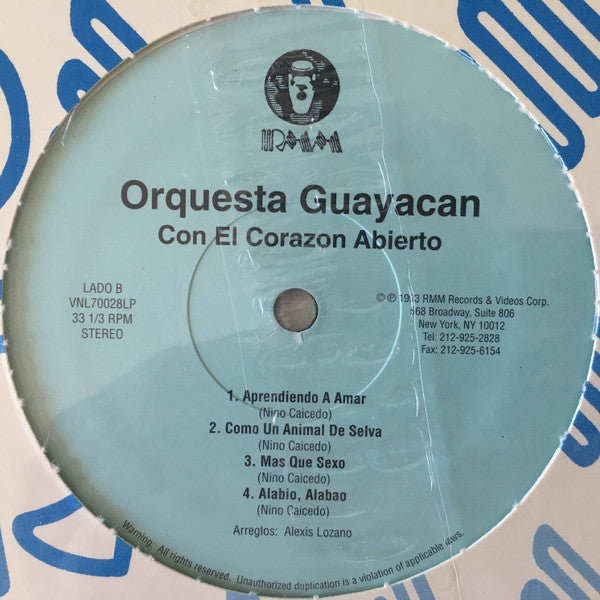 RMM
Orquesta Guayacan
Con El Corazon Abierto
LADO B
VNL70028LP
33 1/3 RPM
STEREO
© ℗ 1993 RMM Records & Videos Corp.
568 Broadway, Suite 806
New York, NY 10012
Tel: 212-925-2828
Fax: 212-925-6154
1. Aprendiendo A Amar
(Nino Caicedo)
2. Como Un Animal De Selva
(Nino Caicedo)
3. Mas Que Sexo
(Nino Caicedo)
4. Alabio, Alabao
(Nino Caicedo)
Arreglos: Alexis Lozano
Warning: All rights reserved. Unauthorized duplication is a violation of applicable laws.